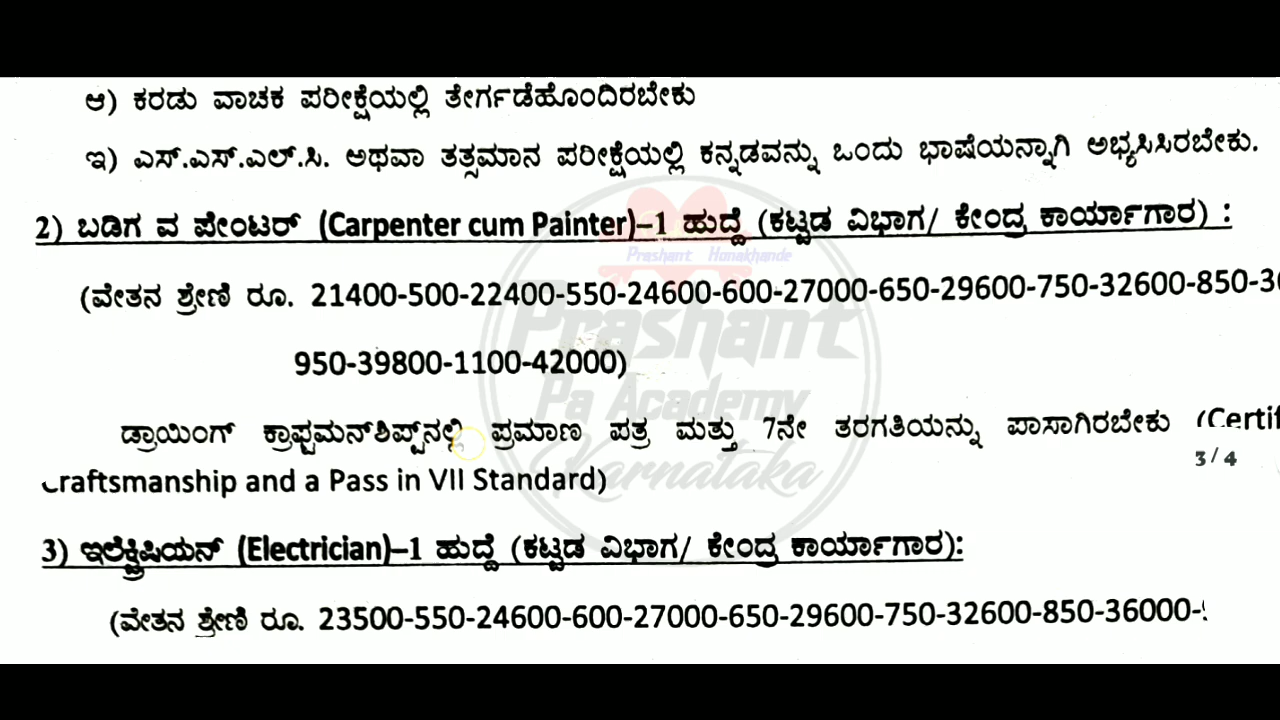 ಆ) ಕರಡು ವಾಚಕ ಪರೀಕ್ಷೆಯಲ್ಲಿ ತೇರ್ಗಡೆಹೊಂದಿರಬೇಕು
ಇ) ಎಸ್.ಎಸ್.ಎಲ್.ಸಿ. ಅಥವಾ ತತ್ಸಮಾನ ಪರೀಕ್ಷೆಯಲ್ಲಿ ಕನ್ನಡವನ್ನು ಒಂದು ಭಾಷೆಯನ್ನಾಗಿ ಅಭ್ಯಸಿಸಿರಬೇಕು.
2) ಬಡಿಗ ವ ಪೇಂಟರ್ (Carpenter cum Painter)–1 ಹುದ್ದೆ (ಕಟ್ಟಡ ವಿಭಾಗ/ ಕೇಂದ್ರ ಕಾರ್ಯಾಗಾರ) :
Prashant Honakhande
(ವೇತನ ಶ್ರೇಣಿ ರೂ. 21400-500-22400-550-24600-600-27000-650-29600-750-32600-850-3
Prashant
950-39800-1100-42000)
Pa Academy
ಡ್ರಾಯಿಂಗ್ ಕ್ರಾಫ್ಟಮನ್‌ಶಿಪ್ಪ್‌ನಲ್ಲಿ ಪ್ರಮಾಣ ಪತ್ರ ಮತ್ತು 7ನೇ ತರಗತಿಯನ್ನು ಪಾಸಾಗಿರಬೇಕು (Certif
3 / 4
Karnataka
Craftsmanship and a Pass in VII Standard)
3) ಇಲೆಕ್ಟ್ರಿಷಿಯನ್ (Electrician)–1 ಹುದ್ದೆ (ಕಟ್ಟಡ ವಿಭಾಗ/ ಕೇಂದ್ರ ಕಾರ್ಯಾಗಾರ):
(ವೇತನ ಶ್ರೇಣಿ ರೂ. 23500-550-24600-600-27000-650-29600-750-32600-850-36000-